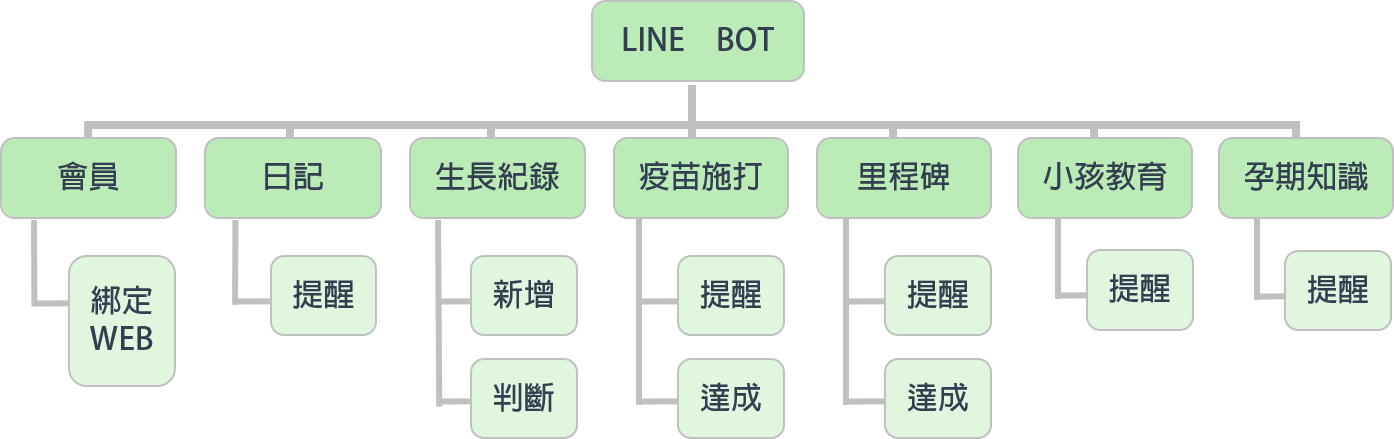 LINE BOT
會員
日記
生長紀錄
疫苗施打
里程碑
小孩教育
孕期知識
綁定
WEB
提醒
新增
提醒
提醒
提醒
提醒
判斷
達成
達成